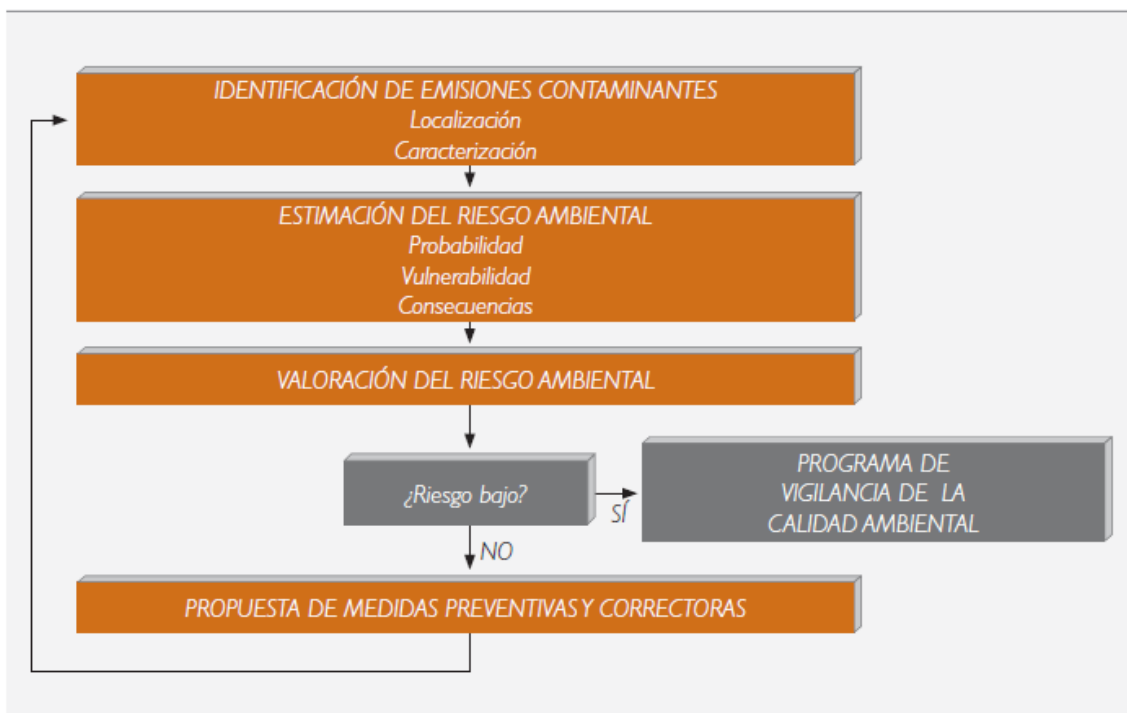 IDENTIFICACIÓN DE EMISIONES CONTAMINANTES
Localización
Caracterización
ESTIMACIÓN DEL RIESGO AMBIENTAL
Probabilidad
Vulnerabilidad
Consecuencias
VALORACIÓN DEL RIESGO AMBIENTAL
¿Riesgo bajo?
SÍ
PROGRAMA DE
VIGILANCIA DE LA
CALIDAD AMBIENTAL
NO
PROPUESTA DE MEDIDAS PREVENTIVAS Y CORRECTORAS